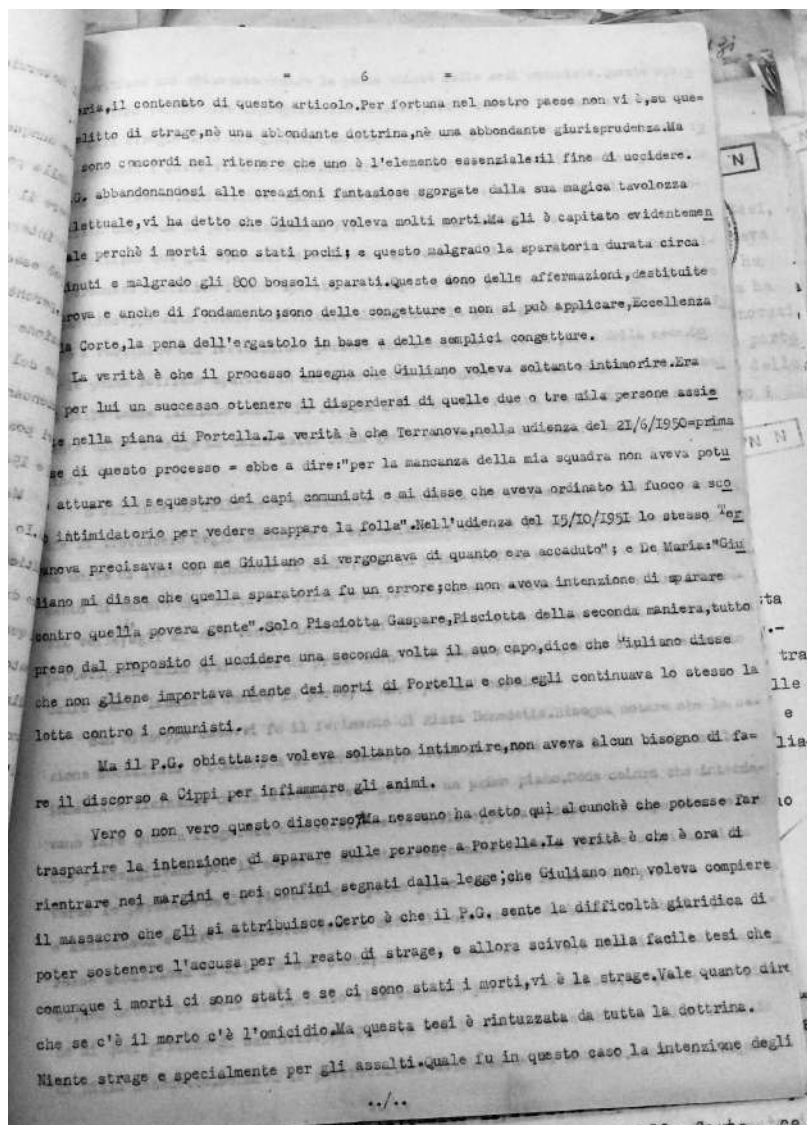 = 6 =
ria, il contenuto di questo articolo.Per fortuna nel nostro paese non vi è,su que=
litto di strage,nè una abbondante dottrina,nè una abbondante giurisprudenza.Ma
sono concordi nel ritenere che uno è l'elemento essenziale:il fine di uccidere.
.G. abbandonandosi alle creazioni fantasiose sgorgate dalla sua magica tavolozza
lettuale,vi ha detto che Giuliano voleva molti morti.Ma gli è capitato evidentemen
le perchè i morti sono stati pochi; e questo malgrado la sparatoria durata circa
inuti e malgrado gli 800 bossoli sparati.Queste sono delle affermazioni,destituite
rova e anche di fondamento;sono delle congetture e non si può applicare,Eccellenza
a Corte,la pena dell'ergastolo in base a delle semplici congetture.
La verità è che il processo insegna che Giuliano voleva soltanto intimorire.Era
per lui un successo ottenere il disperdersi di quelle due o tre mila persone assie
e nella piana di Portella.La verità è che Terranova,nella udienza del 21/6/1950=prima
se di questo processo = ebbe a dire:"per la mancanza della mia squadra non aveva potu
attuare il sequestro dei capi comunisti e mi disse che aveva ordinato il fuoco a sco
intimidatorio per vedere scappare la folla".Nell'udienza del I5/I0/I95I lo stesso Ter
anova precisava: con me Giuliano si vergognava di quanto era accaduto"; e De Maria:"Giu
liano mi disse che quella sparatoria fu un errore;che non aveva intenzione di sparare
contro quella povera gente".Solo Pisciotta Gaspare,Pisciotta della seconda maniera,tutto
preso dal proposito di uccidere una seconda volta il suo capo,dice che Giuliano disse
che non gliene importava niente dei morti di Portella e che egli continuava lo stesso la
lotta contro i comunisti.
Ma il P.G. obietta:se voleva soltanto intimorire,non aveva alcun bisogno di fa=
re il discorso a Cippi per infiammare gli animi.
Vero o non vero questo discorso?Ma nessuno ha detto qui alcunchè che potesse far
trasparire la intenzione di sparare sulle persone a Portella.La verità è che è ora di
rientrare nei margini e nei confini segnati dalla legge;che Giuliano non voleva compiere
il massacro che gli si attribuisce.Certo è che il P.G. sente la difficoltà giuridica di
poter sostenere l'accusa per il reato di strage, e allora scivola nella facile tesi che
comunque i morti ci sono stati e se ci sono stati i morti,vi è la strage.Vale quanto dire
che se c'è il morto c'è l'omicidio.Ma questa tesi è rintuzzata da tutta la dottrina.
Niente strage e specialmente per gli assalti.Quale fu in questo caso la intenzione degli
../..
N
N
sta
tra
lle
e
lia-